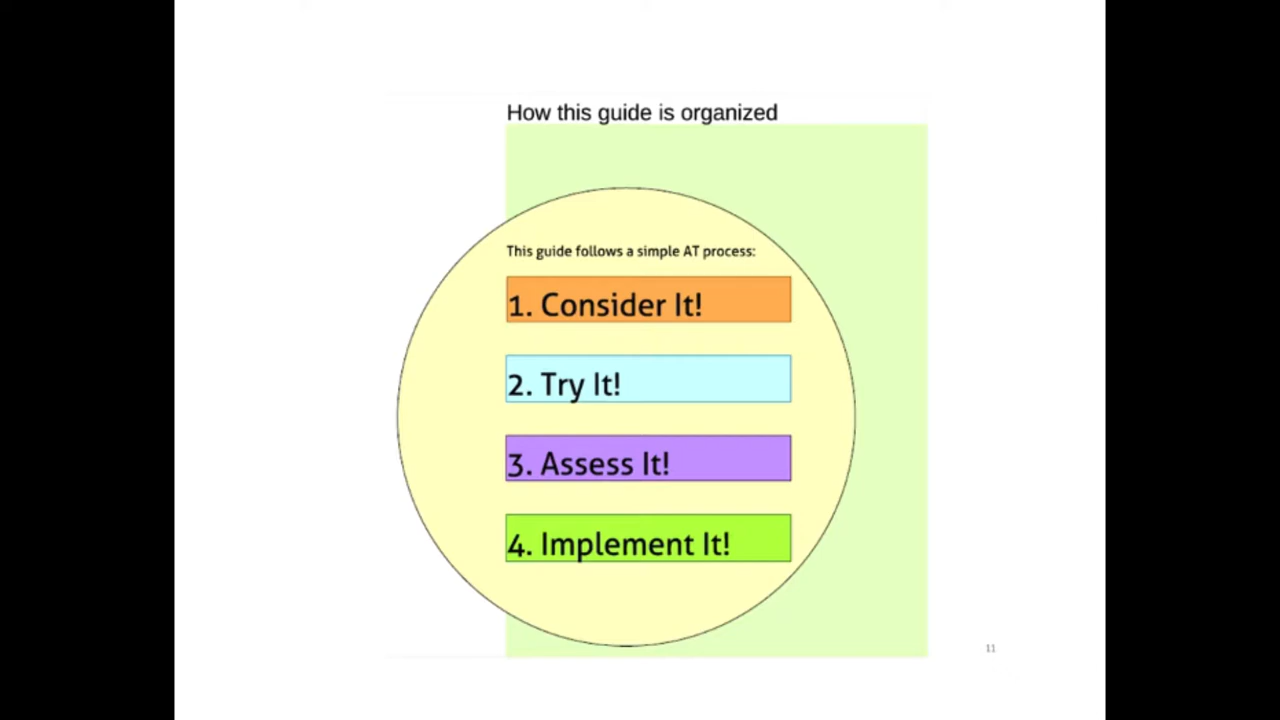 How this guide is organized
This guide follows a simple AT process:
1. Consider It!
2. Try It!
3. Assess It!
4. Implement It!
11